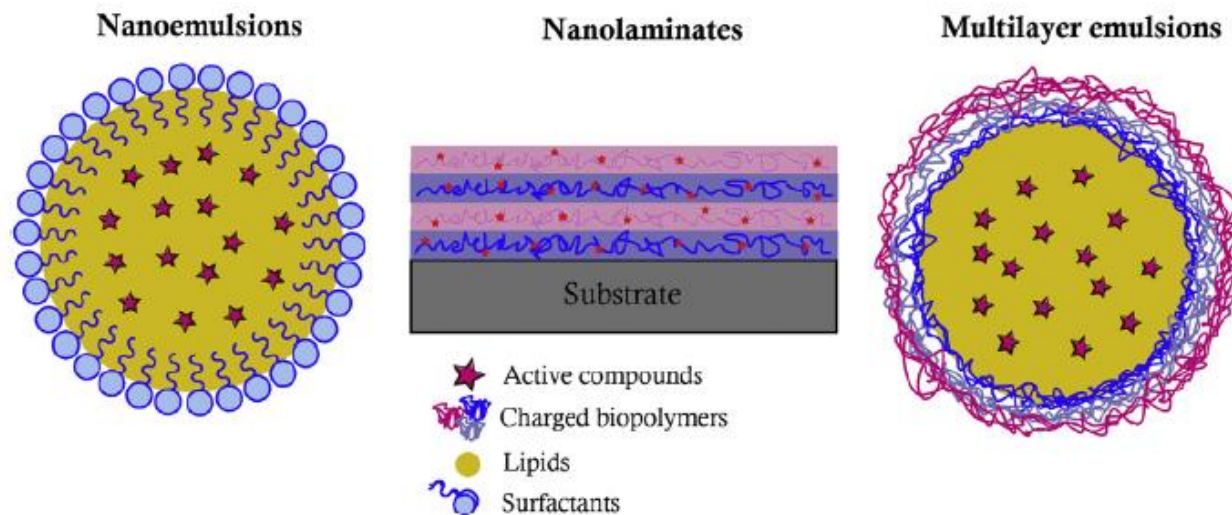 Nanoemulsions
Nanolaminates
Multilayer emulsions
Substrate
Active compounds
Charged biopolymers
Lipids
Surfactants